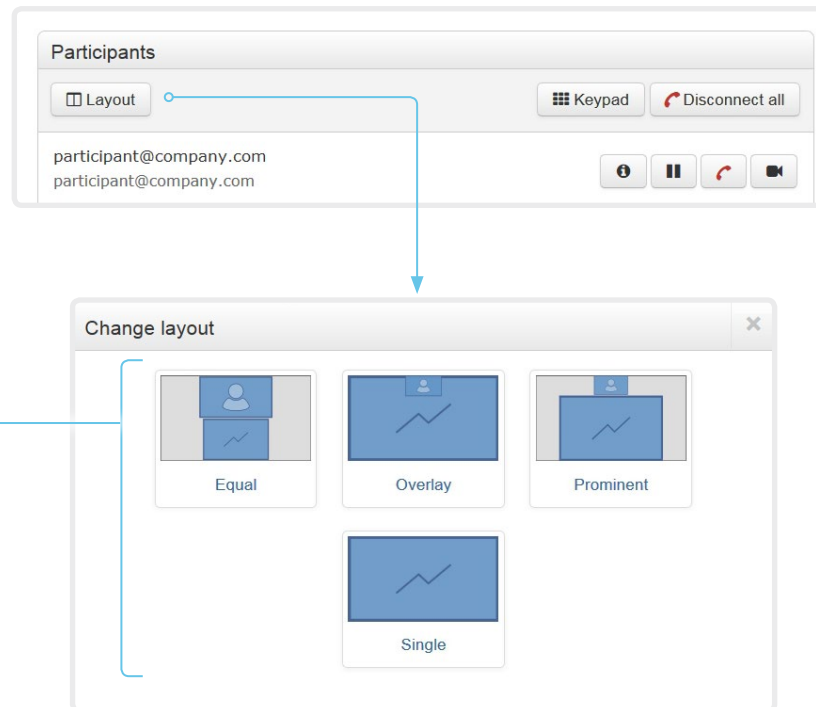 Participants
Layout Keypad Disconnect all
participant@company.com
participant@company.com
Change layout
Equal Overlay Prominent
Single